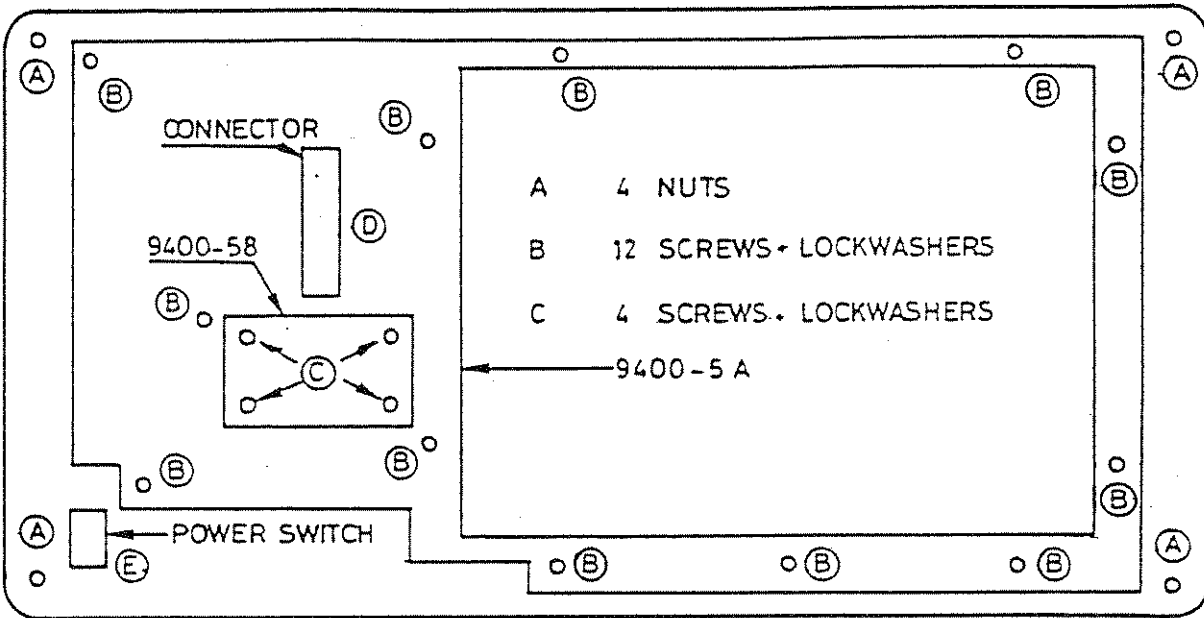 A
B
B
B
A
B
CONNECTOR
B
A 4 NUTS
D
9400-58
B 12 SCREWS + LOCKWASHERS
B
C 4 SCREWS + LOCKWASHERS
C
9400-5 A
B
B
B
A
POWER SWITCH
E
B
B
B
A